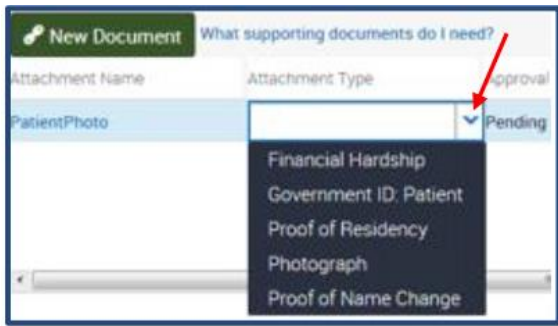 New Document What supporting documents do I need?
Attachment Name Attachment Type Approval
PatientPhoto Pending
Financial Hardship
Government ID: Patient
Proof of Residency
Photograph
Proof of Name Change